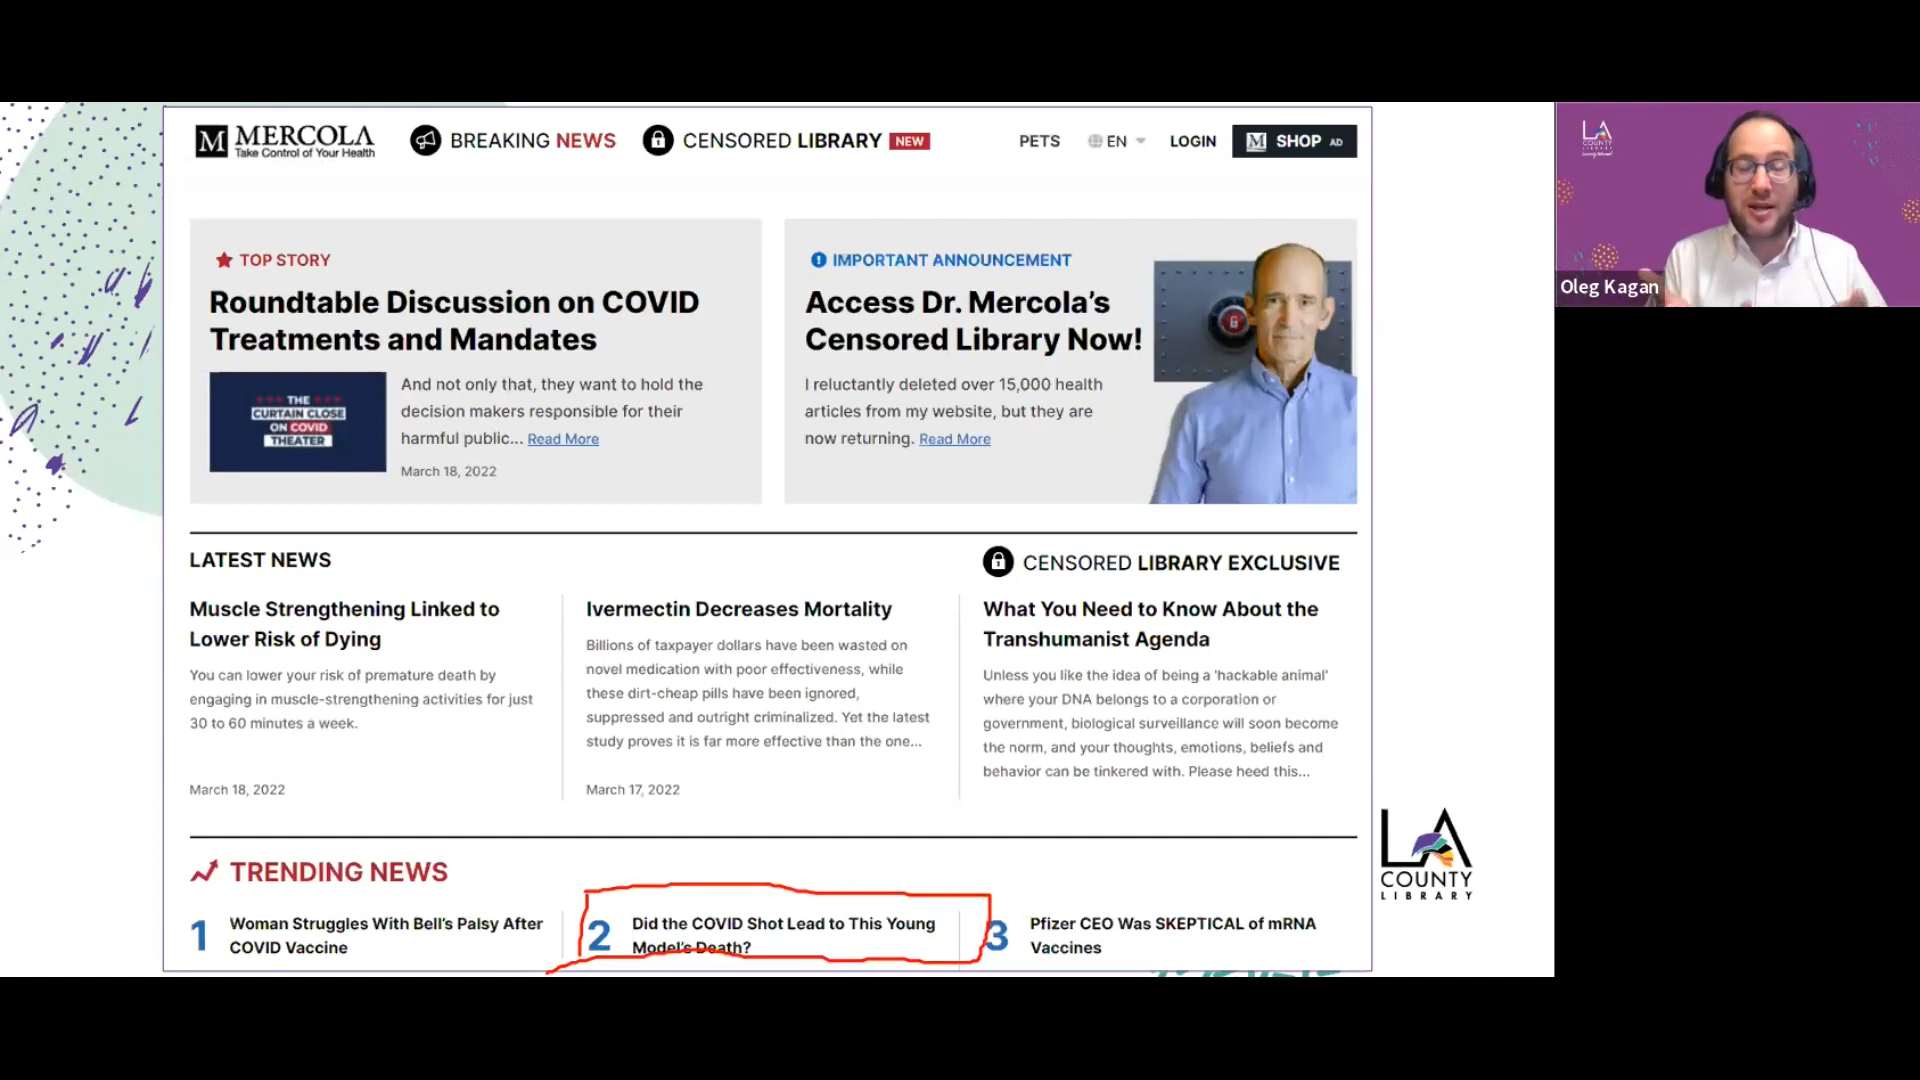 MERCOLA
Take Control of Your Health
BREAKING NEWS
CENSORED LIBRARY NEW
PETS
EN
LOGIN
M SHOP AD
TOP STORY
Roundtable Discussion on COVID
Treatments and Mandates
THE
CURTAIN CLOSE
ON COVID
THEATER
And not only that, they want to hold the
decision makers responsible for their
harmful public... Read More
March 18, 2022
IMPORTANT ANNOUNCEMENT
Access Dr. Mercola's
Censored Library Now!
I reluctantly deleted over 15,000 health
articles from my website, but they are
now returning. Read More
LATEST NEWS
Muscle Strengthening Linked to
Lower Risk of Dying
You can lower your risk of premature death by
engaging in muscle-strengthening activities for just
30 to 60 minutes a week.
March 18, 2022
Ivermectin Decreases Mortality
Billions of taxpayer dollars have been wasted on
novel medication with poor effectiveness, while
these dirt-cheap pills have been ignored,
suppressed and outright criminalized. Yet the latest
study proves it is far more effective than the one...
March 17, 2022
CENSORED LIBRARY EXCLUSIVE
What You Need to Know About the
Transhumanist Agenda
Unless you like the idea of being a 'hackable animal'
where your DNA belongs to a corporation or
government, biological surveillance will soon become
the norm, and your thoughts, emotions, beliefs and
behavior can be tinkered with. Please heed this...
TRENDING NEWS
1 Woman Struggles With Bell's Palsy After
COVID Vaccine
2 Did the COVID Shot Lead to This Young
Model's Death?
3 Pfizer CEO Was SKEPTICAL of mRNA
Vaccines
LA
COUNTY
LIBRARY
LA
COUNTY
LIBRARY
Oleg Kagan